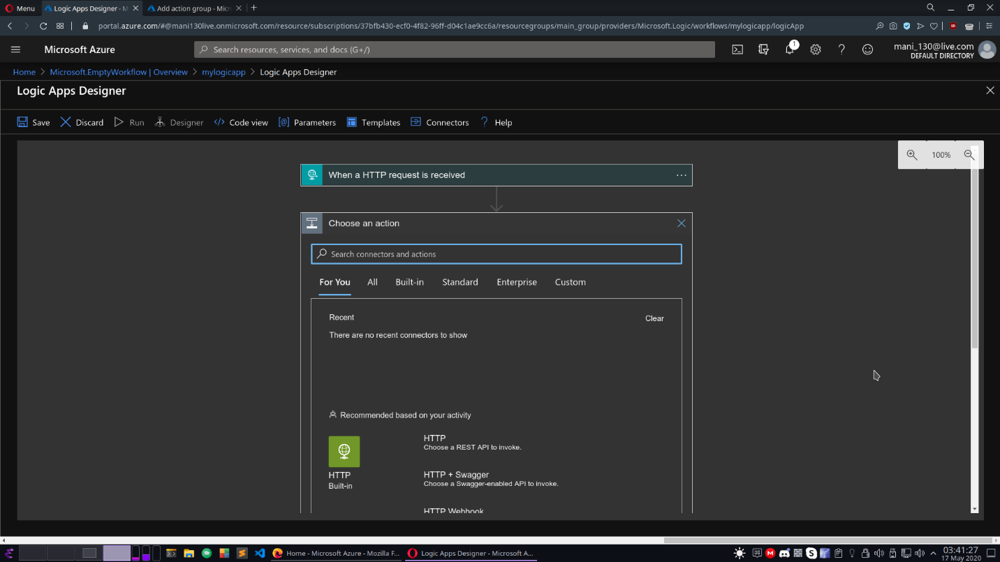 Menu
Logic Apps Designer - M
Add action group - Micr
portal.azure.com/#@mani130live.onmicrosoft.com/resource/subscriptions/37bfb430-ecf0-4f82-96ff-d04c1ae9cc6a/resourcegroups/main_group/providers/Microsoft.Logic/workflows/mylogicapp/logicApp
Microsoft Azure
Search resources, services, and docs (G+/)
1
mani_130@live.com
DEFAULT DIRECTORY
Home > Microsoft.EmptyWorkflow | Overview > mylogicapp > Logic Apps Designer
Logic Apps Designer
Save Discard Run Designer Code view Parameters Templates Connectors Help
100%
When a HTTP request is received
Choose an action
Search connectors and actions
For You All Built-in Standard Enterprise Custom
Recent Clear
There are no recent connectors to show
Recommended based on your activity
HTTP
Built-in
HTTP
Choose a REST API to invoke.
HTTP + Swagger
Choose a Swagger-enabled API to invoke.
HTTP Webhook
Home - Microsoft Azure - Mozilla F...
Logic Apps Designer - Microsoft A...
03:41:27
17 May 2020